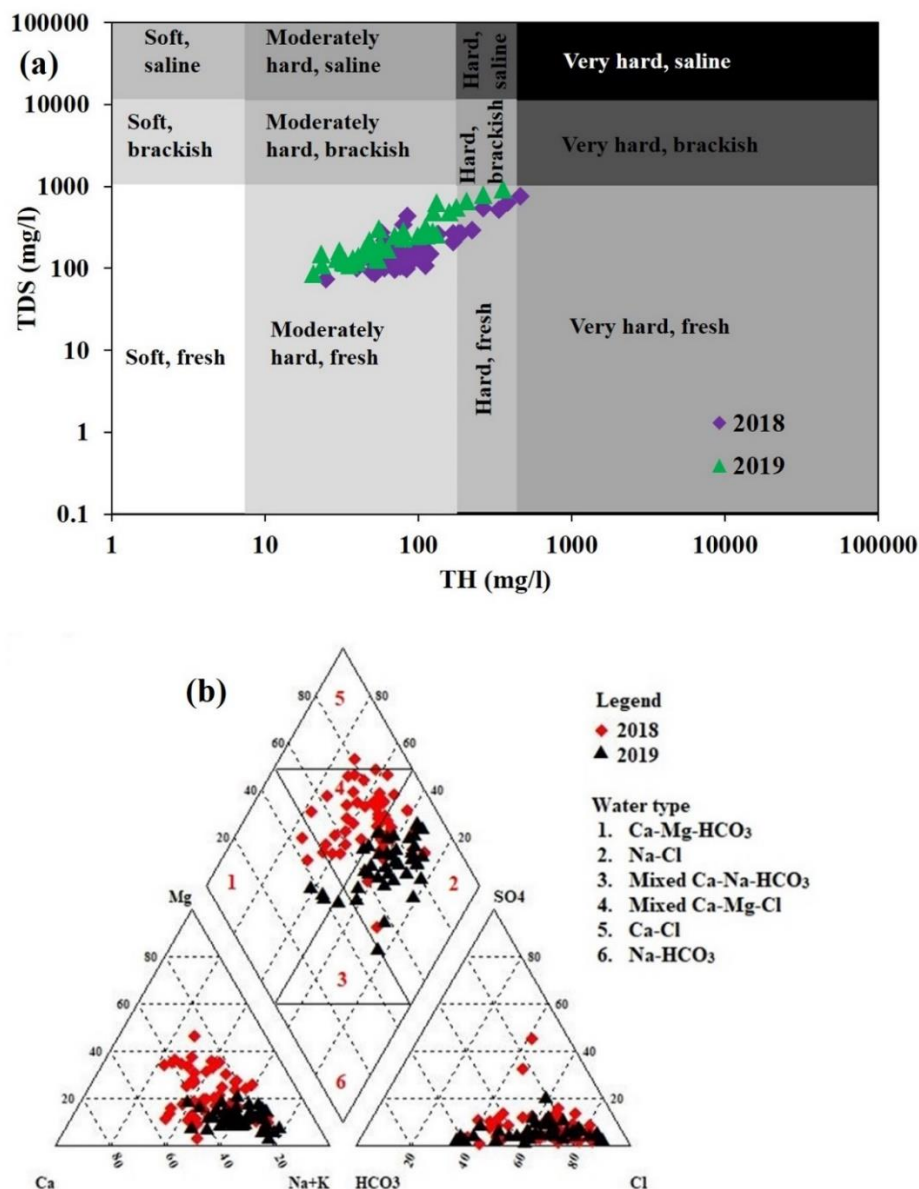 (a)
100000
10000
1000
100
10
1
0.1
TDS (mg/l)
Soft,
saline
Moderately
hard, saline
Hard,
saline
Very hard, saline
Soft,
brackish
Moderately
hard, brackish
Hard,
brackish
Very hard, brackish
Soft, fresh
Moderately
hard, fresh
Hard, fresh
Very hard, fresh
2018
2019
1 10 100 1000 10000 100000
TH (mg/l)
(b)
5
80 80
60 60
4
40 40
20 20
1 2
3
6
Mg
80
60
40
20
Ca
80 60 40 20
Na+K
SO4
80
60
40
20
HCO3
20 40 60 80
Cl
Legend
2018
2019
Water type
1. Ca-Mg-HCO₃
2. Na-Cl
3. Mixed Ca-Na-HCO₃
4. Mixed Ca-Mg-Cl
5. Ca-Cl
6. Na-HCO₃